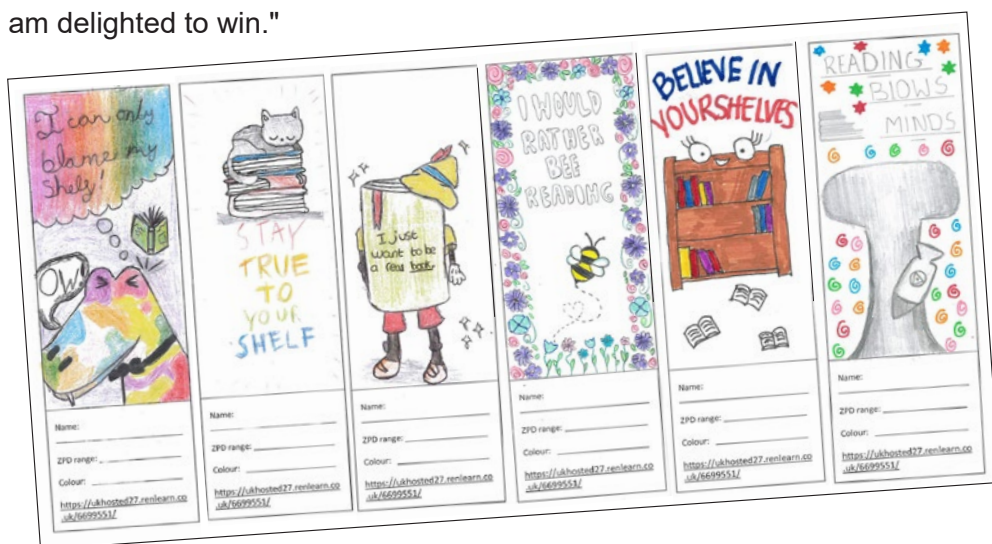 am delighted to win."
I can only
blame my
shelf!
OW!
Name:
ZPD range:
Colour:
https://ukhosted27.renlearn.co
.uk/6699551/
STAY
TRUE
TO
YOUR
SHELF
Name:
ZPD range:
Colour:
https://ukhosted27.renlearn.co
.uk/6699551/
I just
want to be
a real book.
Name:
ZPD range:
Colour:
https://ukhosted27.renlearn.co
.uk/6699551/
I WOULD
RATHER
BEE
READING
Name:
ZPD range:
Colour:
https://ukhosted27.renlearn.co
.uk/6699551/
BELIEVE IN
YOURSHELVES
Name:
ZPD range:
Colour:
https://ukhosted27.renlearn.co
.uk/6699551/
READING
BLOWS
MINDS
Name:
ZPD range:
Colour:
https://ukhosted27.renlearn.co
.uk/6699551/